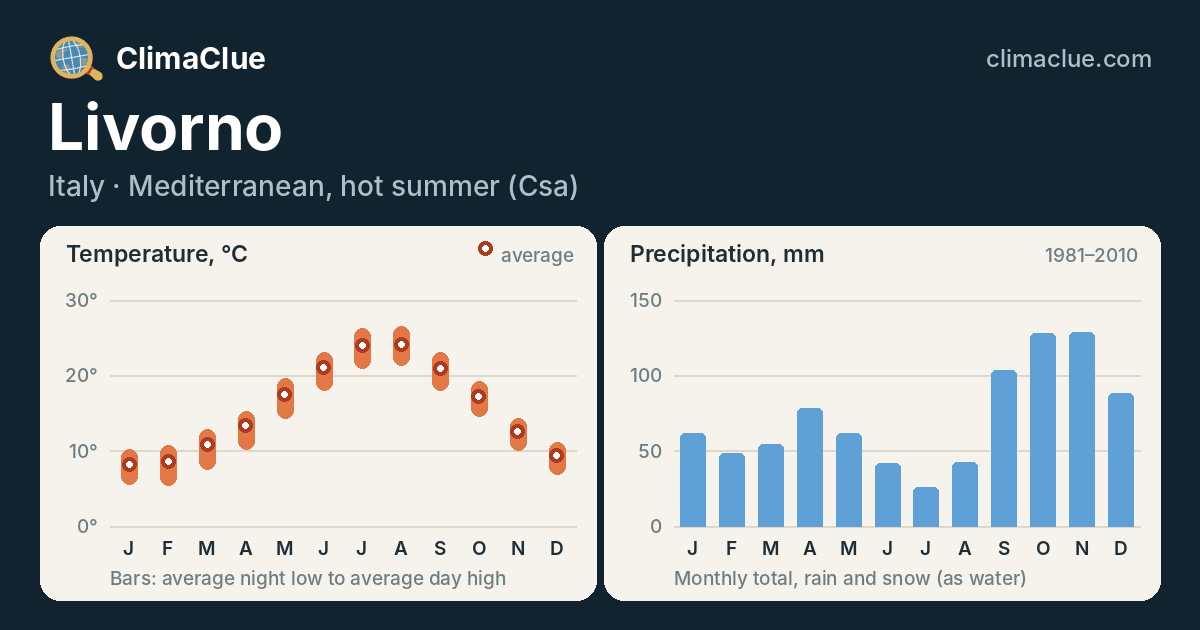 ClimaClue
climaclue.com
Livorno
Italy · Mediterranean, hot summer (Csa)
Temperature, °C
average
30°
20°
10°
0°
J F M A M J J A S O N D
Bars: average night low to average day high
Precipitation, mm
1981–2010
150
100
50
0
J F M A M J J A S O N D
Monthly total, rain and snow (as water)